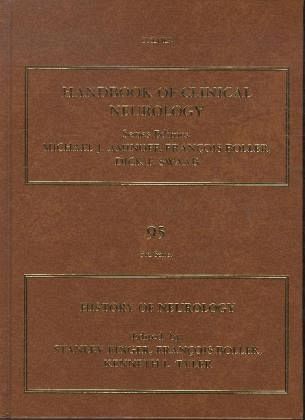 HANDBOOK OF CLINICAL
NEUROLOGY
Series Editors
MICHAEL J. AMINOFF, FRANÇOIS BOLLER,
DICK F. SWAAB
95
HISTORY OF NEUROLOGY
Edited by
STANLEY FINGER, FRANÇOIS BOLLER,
KENNETH L. TYLER